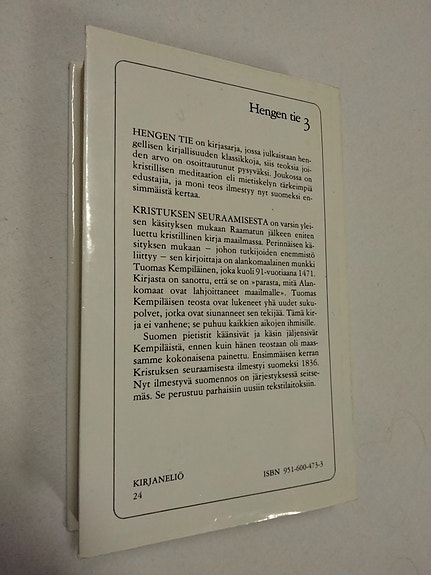 Hengen tie 3
HENGEN TIE on kirjasarja, jossa julkaistaan hen-
gellisen kirjallisuuden klassikkoja, siis teoksia joi-
den arvo on osoittautunut pysyväksi. Joukossa on
kristillisen meditaation eli mietiskelyn tärkeimpiä
edustajia, ja moni teos ilmestyy nyt suomeksi en-
simmäistä kertaa.
KRISTUKSEN SEURAAMISESTA on varsin ylei-
sen käsityksen mukaan Raamatun jälkeen eniten
luettu kristillinen kirja maailmassa. Perinnäisen kä-
sityksen mukaan – johon tutkijoiden enemmistö
liittyy – sen kirjoittaja on alankomaalainen munkki
Tuomas Kempiläinen, joka kuoli 91-vuotiaana 1471.
Kirjasta on sanottu, että se on »parasta, mitä Alan-
komaat ovat lahjoittaneet maailmalle». Tuomas
Kempiläisen teosta ovat lukeneet yhä uudet suku-
polvet, jotka ovat siunanneet sen tekijää. Tämä kir-
ja ei vanhene; se puhuu kaikkien aikojen ihmisille.
Suomen pietistit käänsivät ja käsin jäljensivät
Kempiläistä, ennen kuin hänen teostaan oli maas-
samme kokonaisena painettu. Ensimmäisen kerran
Kristuksen seuraamisesta ilmestyi suomeksi 1836.
Nyt ilmestyvä suomennos on järjestyksessä seitse-
mäs. Se perustuu parhaisiin uusiin tekstilaitoksiin.
KIRJANELIÖ
ISBN 951-600-473-3
24